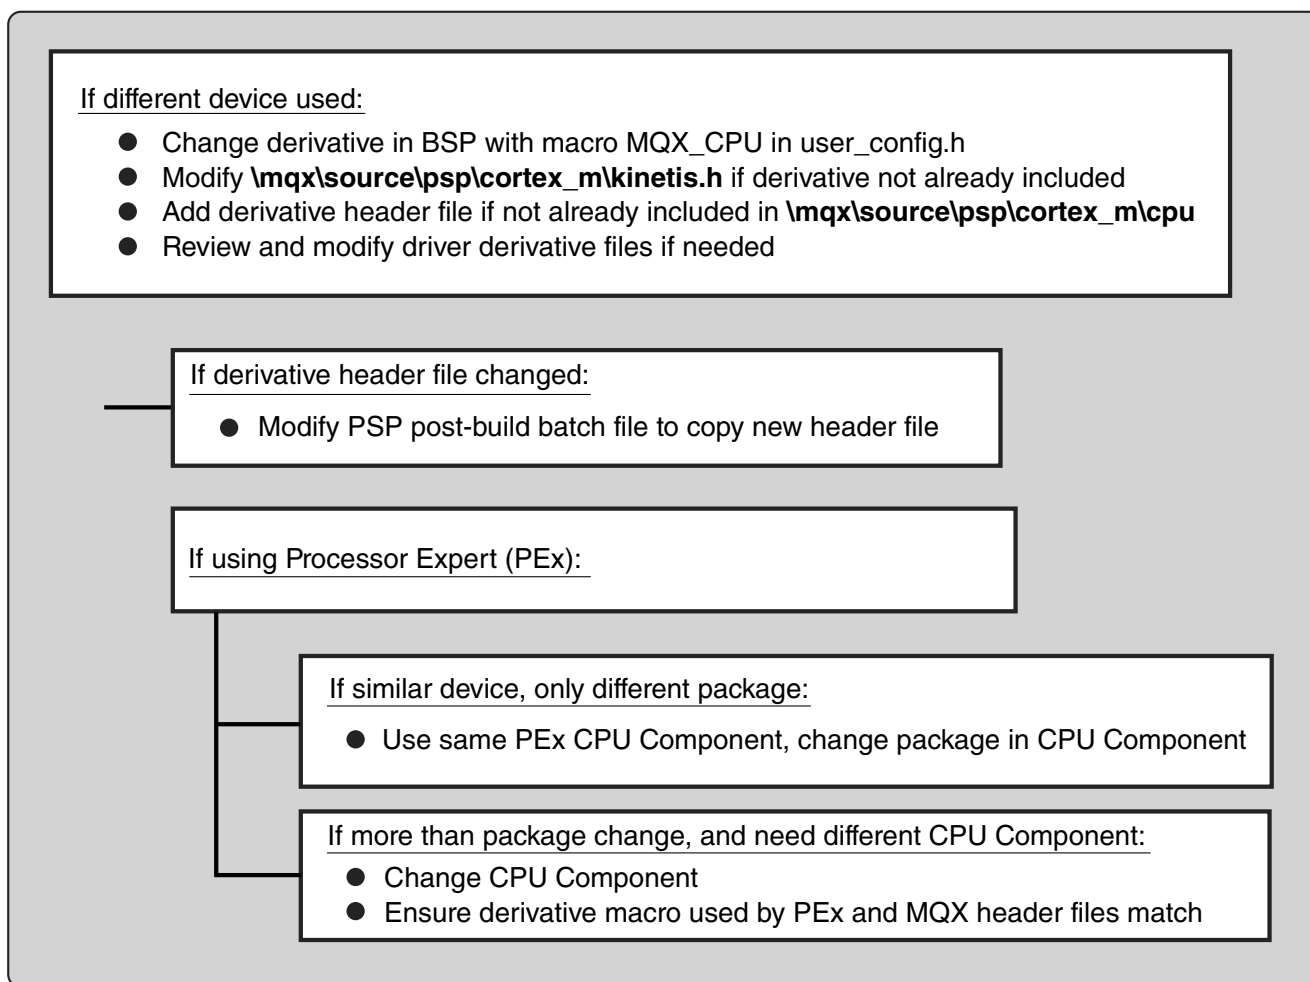 If different device used:
● Change derivative in BSP with macro MQX_CPU in user_config.h
● Modify \mqx\source\psp\cortex_m\kinetis.h if derivative not already included
● Add derivative header file if not already included in \mqx\source\psp\cortex_m\cpu
● Review and modify driver derivative files if needed
If derivative header file changed:
● Modify PSP post-build batch file to copy new header file
If using Processor Expert (PEx):
If similar device, only different package:
● Use same PEx CPU Component, change package in CPU Component
If more than package change, and need different CPU Component:
● Change CPU Component
● Ensure derivative macro used by PEx and MQX header files match